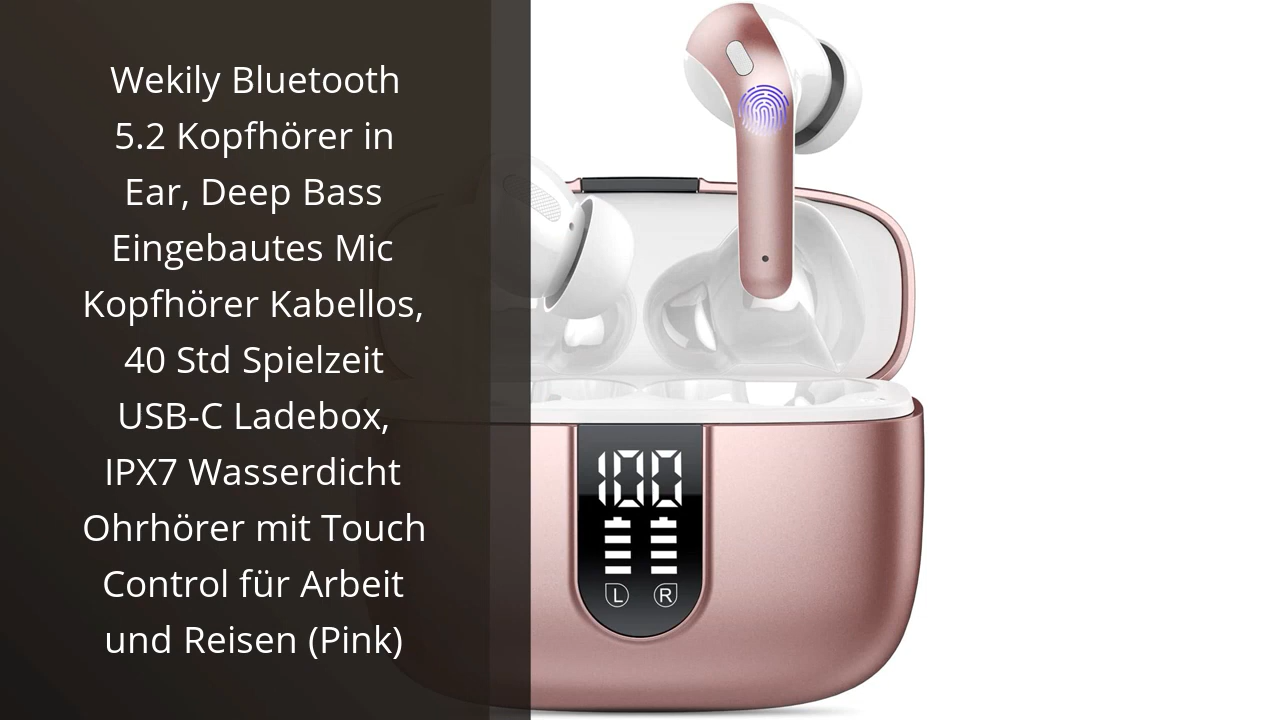 Wekily Bluetooth
5.2 Kopfhörer in
Ear, Deep Bass
Eingebautes Mic
Kopfhörer Kabellos,
40 Std Spielzeit
USB-C Ladebox,
IPX7 Wasserdicht
Ohrhörer mit Touch
Control für Arbeit
und Reisen (Pink)
100
L R